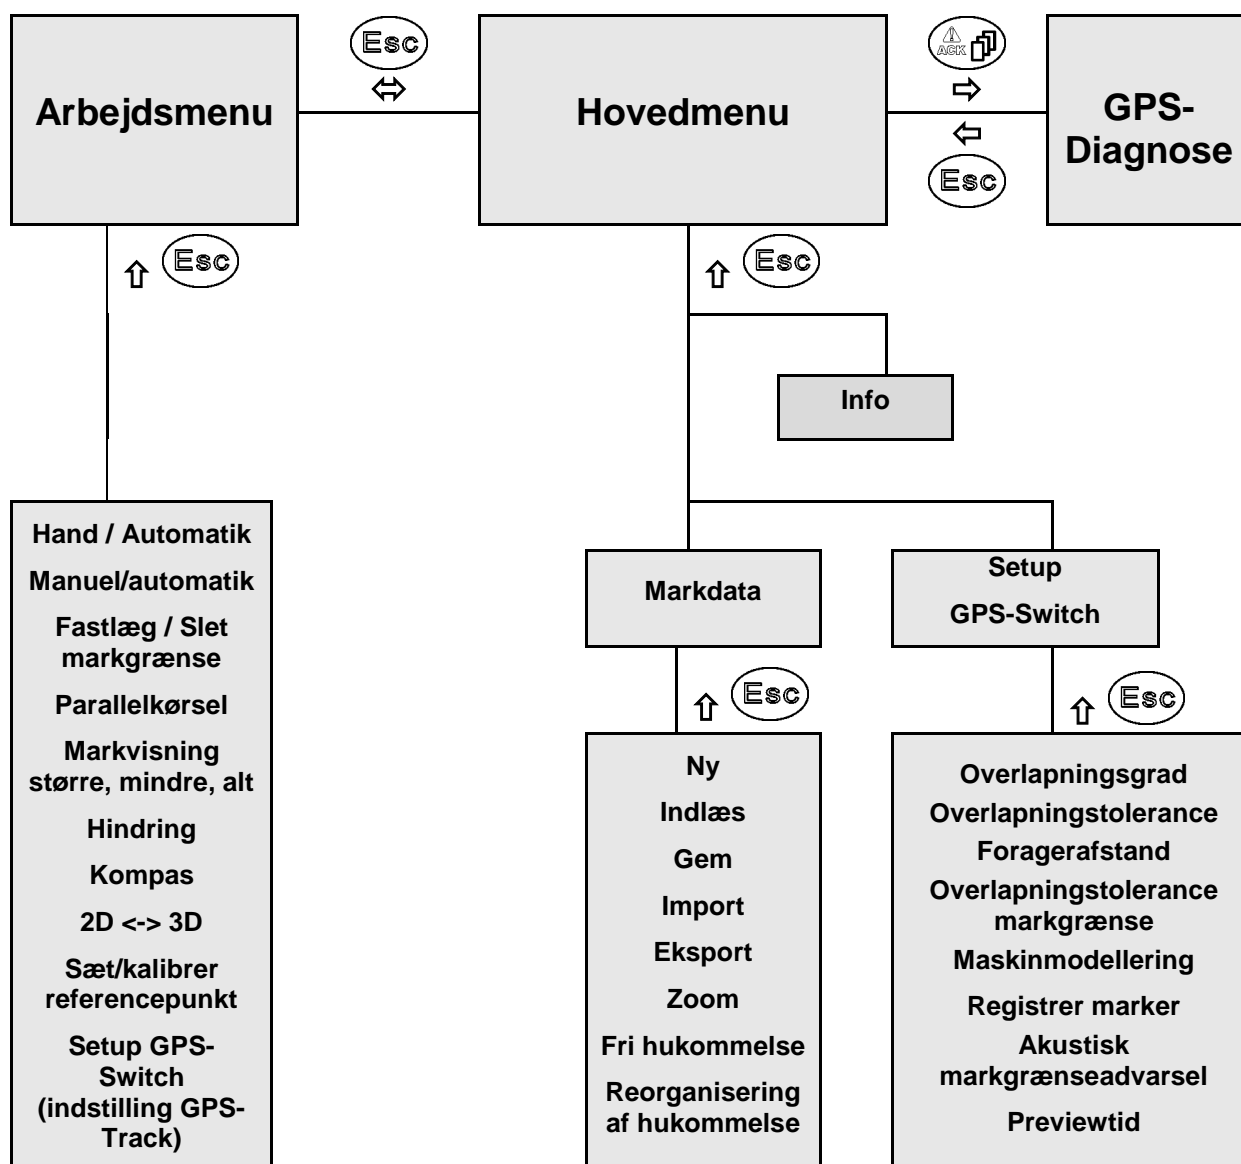 Arbejdsmenu
Esc
Hovedmenu
ACK
Esc
GPS-
Diagnose
Esc
Esc
Info
Hand / Automatik
Manuel/automatik
Fastlæg / Slet
markgrænse
Parallelkørsel
Markvisning
større, mindre, alt
Hindring
Kompas
2D <-> 3D
Sæt/kalibrer
referencepunkt
Setup GPS-
Switch
(indstilling GPS-
Track)
Markdata
Esc
Ny
Indlæs
Gem
Import
Eksport
Zoom
Fri hukommelse
Reorganisering
af hukommelse
Setup
GPS-Switch
Esc
Overlapningsgrad
Overlapningstolerance
Foragerafstand
Overlapningstolerance
markgrænse
Maskinmodellering
Registrer marker
Akustisk
markgrænseadvarsel
Previewtid